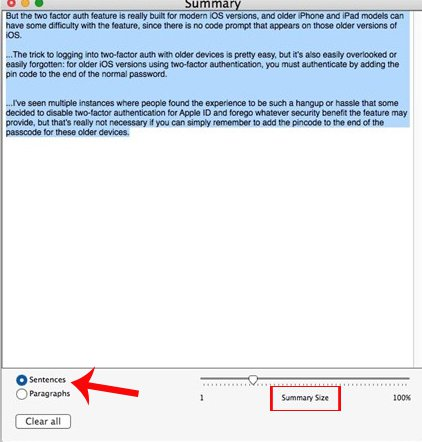 Summary
But the two factor auth feature is really built for modern iOS versions, and older iPhone and iPad models can
have some difficulty with the feature, since there is no code prompt that appears on those older versions of
iOS.
...The trick to logging into two-factor auth with older devices is pretty easy, but it's also easily overlooked or
easily forgotten: for older iOS versions using two-factor authentication, you must authenticate by adding the
pin code to the end of the normal password.
...I've seen multiple instances where people found the experience to be such a hangup or hassle that some
decided to disable two-factor authentication for Apple ID and forego whatever security benefit the feature may
provide, but that's really not necessary if you can simply remember to add the pincode to the end of the
passcode for these older devices.
Sentences
Paragraphs
1 Summary Size 100%
Clear all